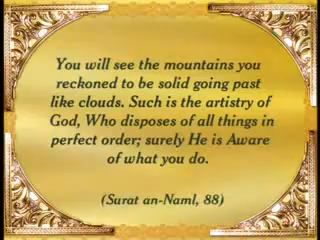 You will see the mountains you
reckoned to be solid going past
like clouds. Such is the artistry of
God, Who disposes of all things in
perfect order; surely He is Aware
of what you do.
(Surat an-Naml, 88)